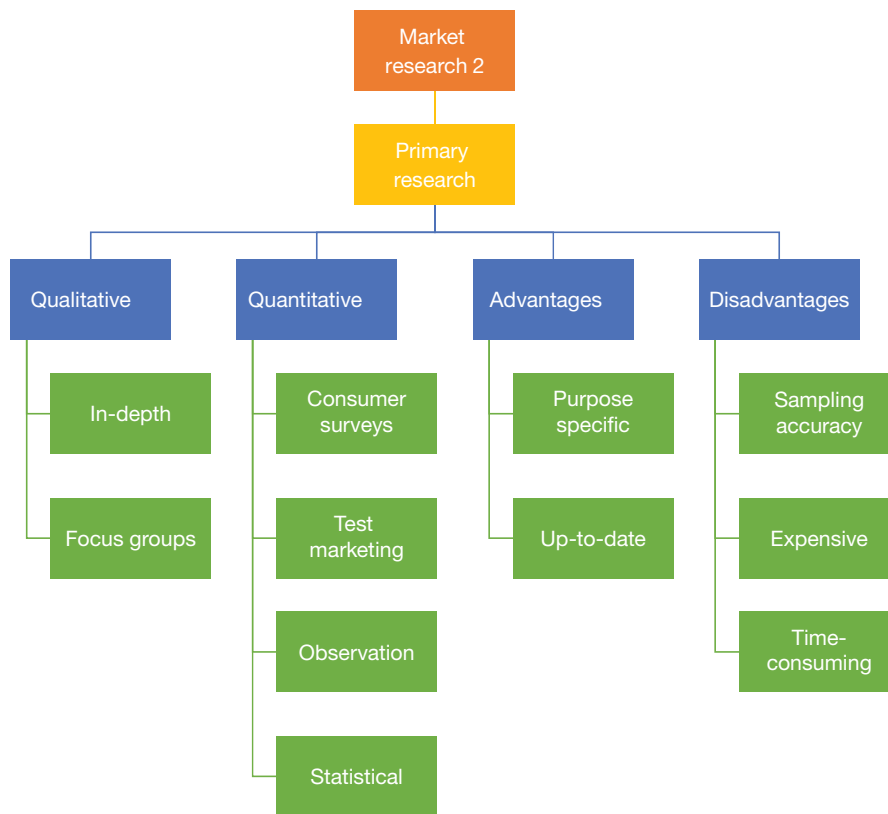 Market
research 2
Primary
research
Qualitative
Quantitative
Advantages
Disadvantages
In-depth
Consumer
surveys
Purpose
specific
Sampling
accuracy
Focus groups
Test
marketing
Up-to-date
Expensive
Observation
Time-
consuming
Statistical